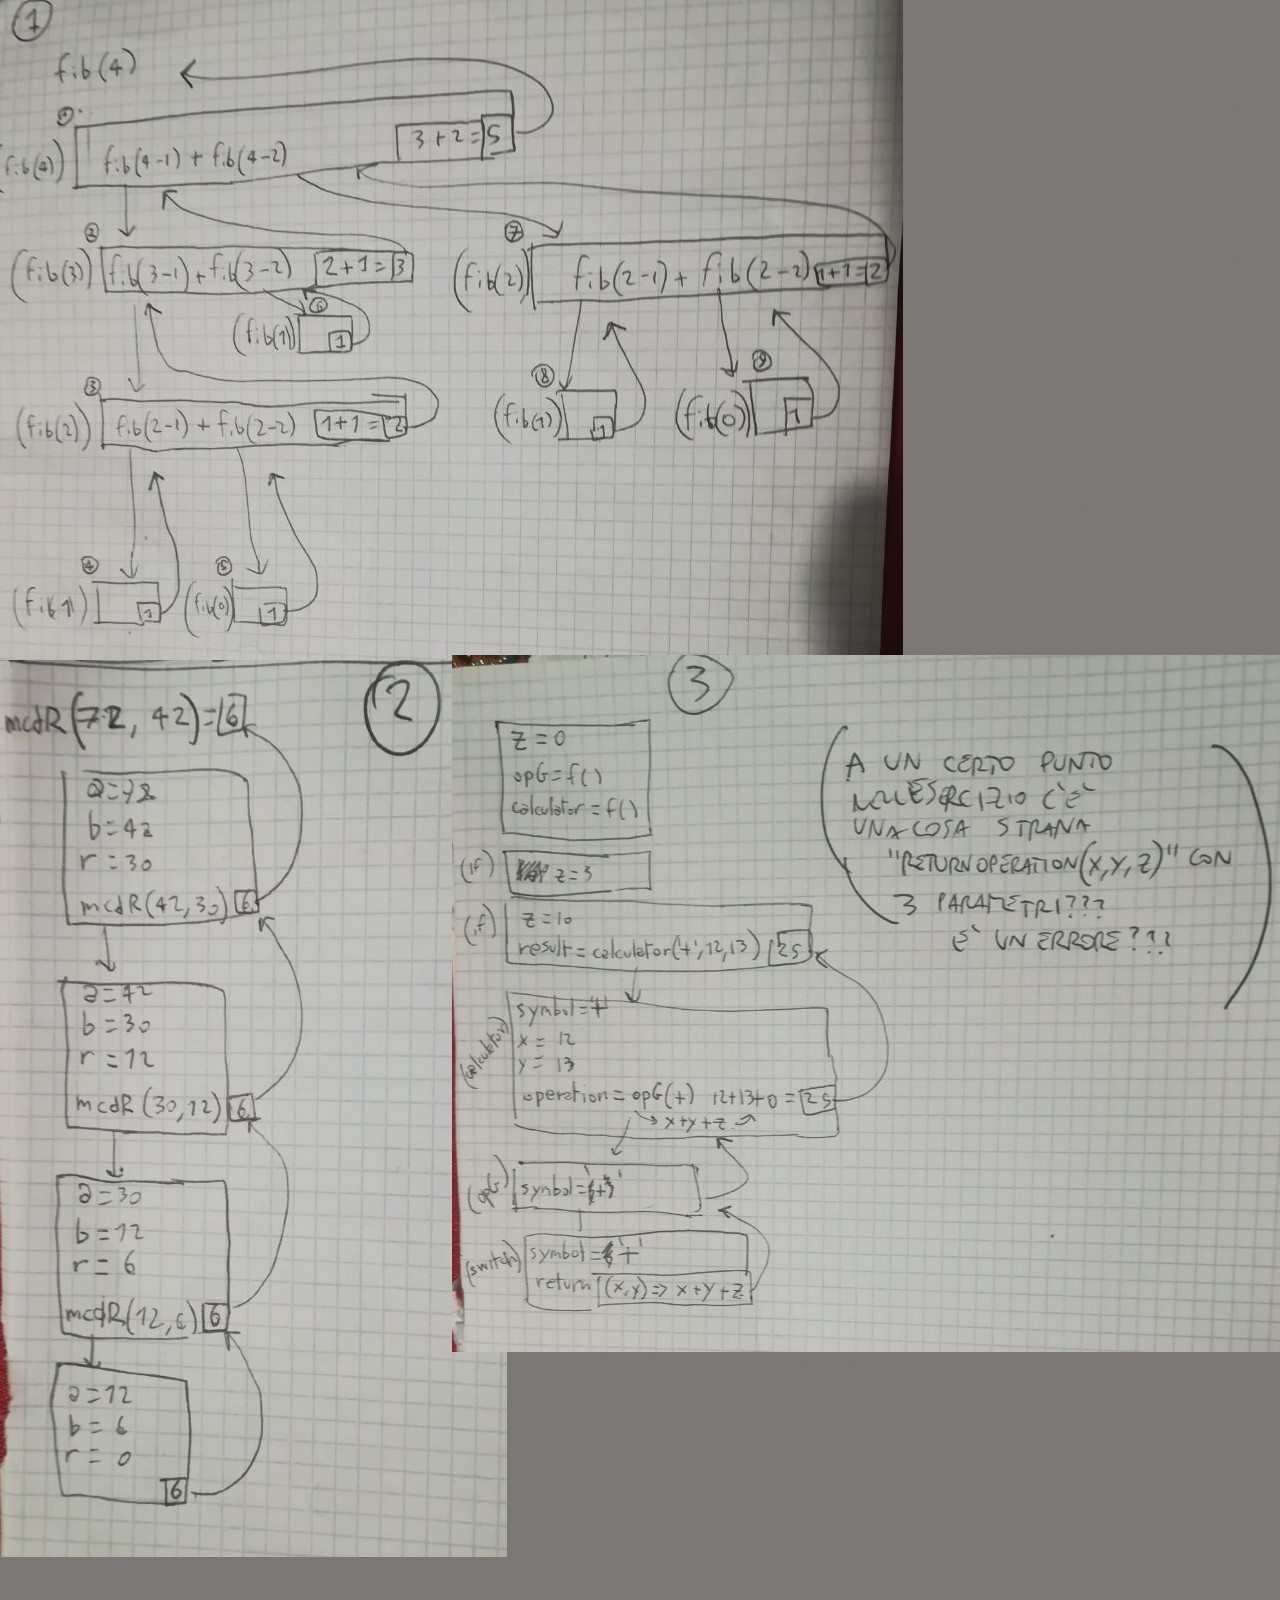 1
fib(4)
1
(fib(4)) fib(4-1) + fib(4-2) 3+2=5
2
(fib(3)) fib(3-1)+fib(3-2) 2+1=3
6
(fib(1)) 1
3
(fib(2)) fib(2-1) + fib(2-2) 1+1=2
4
(fib1) 1
5
(fib(0)) 1
7
(fib(2)) fib(2-1) + fib(2-2) 1+1=2
8
(fib(1)) 1
9
(fib(0)) 1
2
mcdR(72, 42)=6
a=72
b=42
r=30
mcdR(42,30) 6
a=42
b=30
r=12
mcdR(30,12) 6
a=30
b=12
r=6
mcdR(12,6) 6
a=12
b=6
r=0
6
3
z=0
opG=f()
calculator=f()
(if) z=3
(if) z=10
result=calculator('+',12,13) 25
(calculator) symbol='+'
x= 12
y= 13
operation=opG(+) 12+13+0=25
x+y+z
(opG) symbol='+'
(switch) symbol='+'
return (x,y)=> x+y+z
(A UN CERTO PUNTO
NELL'ESERCIZIO C'È
UNA COSA STRANA
"RETURN OPERATION(X,Y,Z)" CON
3 PARAMETRI???
È UN ERRORE???)